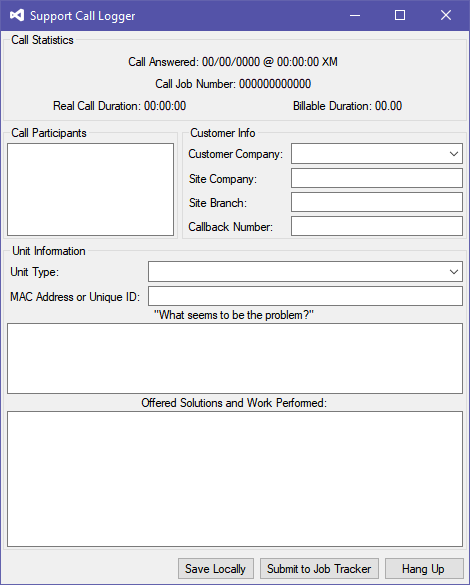 Support Call Logger
Call Statistics
Call Answered: 00/00/0000 @ 00:00:00 XM
Call Job Number: 000000000000
Real Call Duration: 00:00:00 Billable Duration: 00.00
Call Participants
Customer Info
Customer Company:
Site Company:
Site Branch:
Callback Number:
Unit Information
Unit Type:
MAC Address or Unique ID:
"What seems to be the problem?"
Offered Solutions and Work Performed:
Save Locally Submit to Job Tracker Hang Up